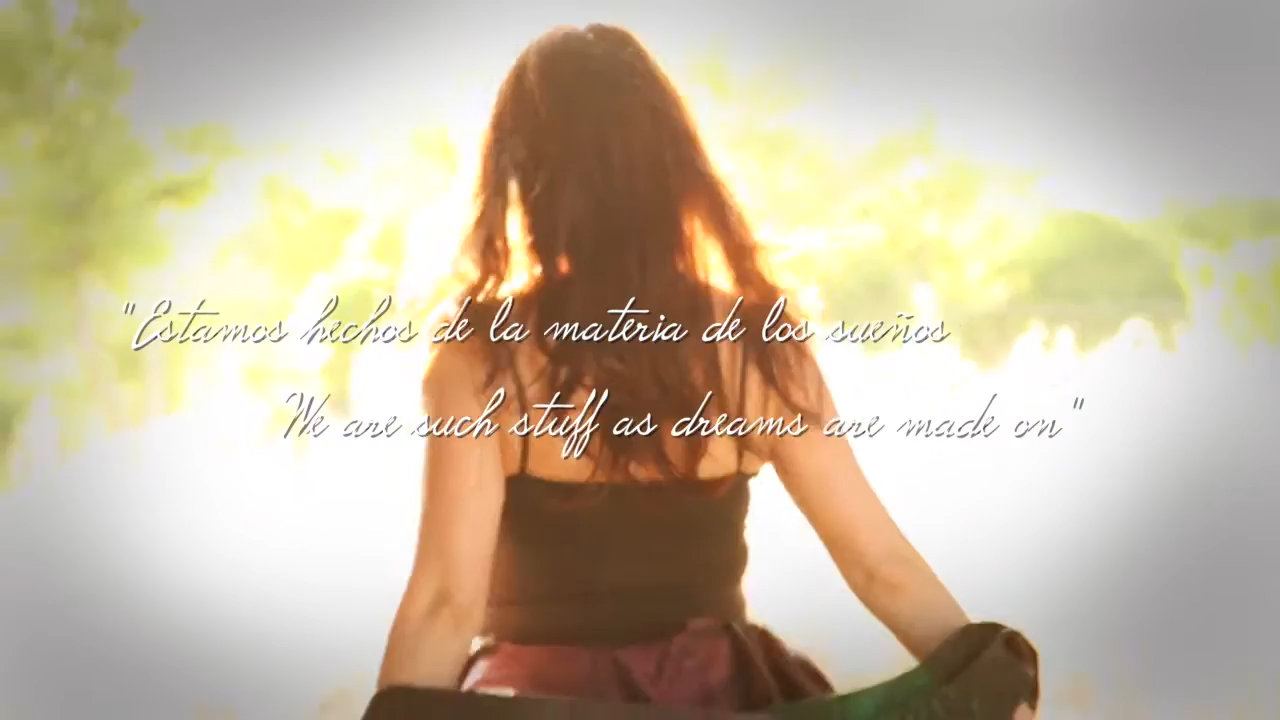 "Estamos hechos de la materia de los sueños
We are such stuff as dreams are made on"